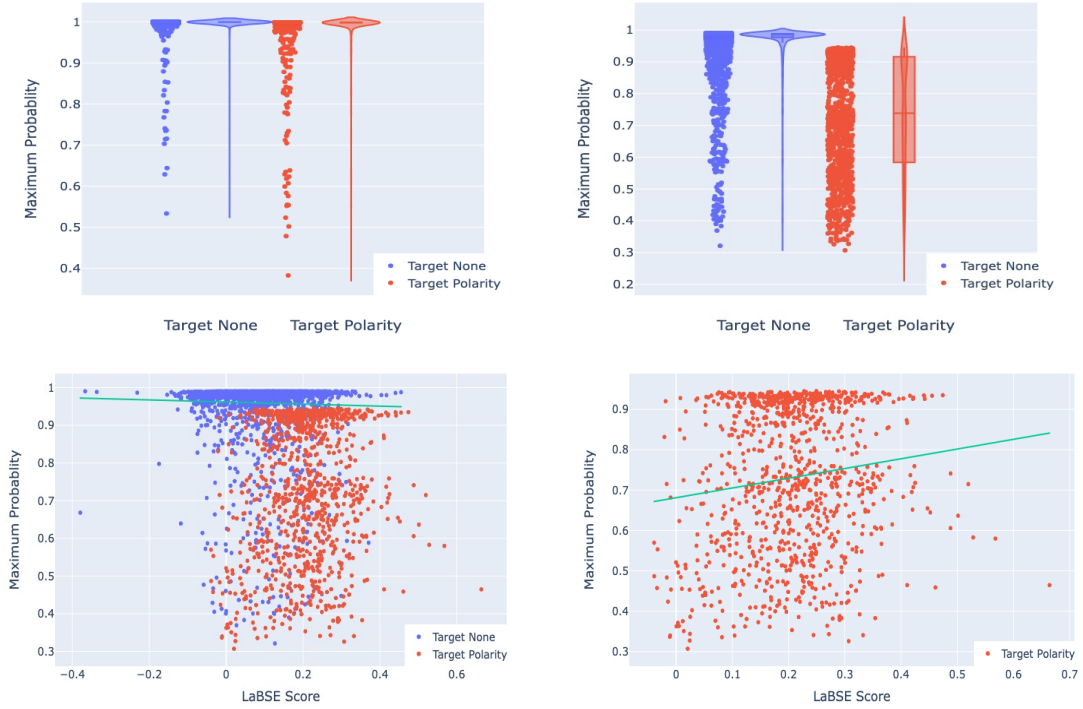 1
0.9
0.8
0.7
0.6
0.5
0.4
Maximum Probablity
Target None
Target Polarity
Target None Target Polarity
1
0.9
0.8
0.7
0.6
0.5
0.4
0.3
0.2
Maximum Probablity
Target None
Target Polarity
Target None Target Polarity
1
0.9
0.8
0.7
0.6
0.5
0.4
0.3
Maximum Probablity
Target None
Target Polarity
−0.4 −0.2 0 0.2 0.4 0.6
LaBSE Score
0.9
0.8
0.7
0.6
0.5
0.4
0.3
Maximum Probablity
Target Polarity
0 0.1 0.2 0.3 0.4 0.5 0.6 0.7
LaBSE Score